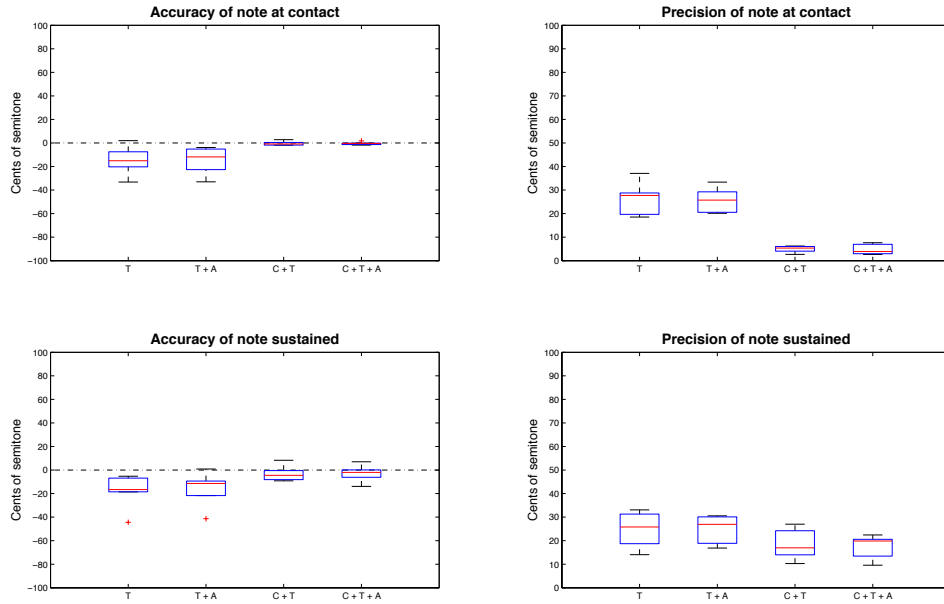 Accuracy of note at contact
Cents of semitone
100
80
60
40
20
0
−20
−40
−60
−80
−100
T
T + A
C + T
C + T + A
Precision of note at contact
Cents of semitone
100
90
80
70
60
50
40
30
20
10
0
T
T + A
C + T
C + T + A
Accuracy of note sustained
Cents of semitone
100
80
60
40
20
0
−20
−40
−60
−80
−100
T
T + A
C + T
C + T + A
Precision of note sustained
Cents of semitone
100
90
80
70
60
50
40
30
20
10
0
T
T + A
C + T
C + T + A